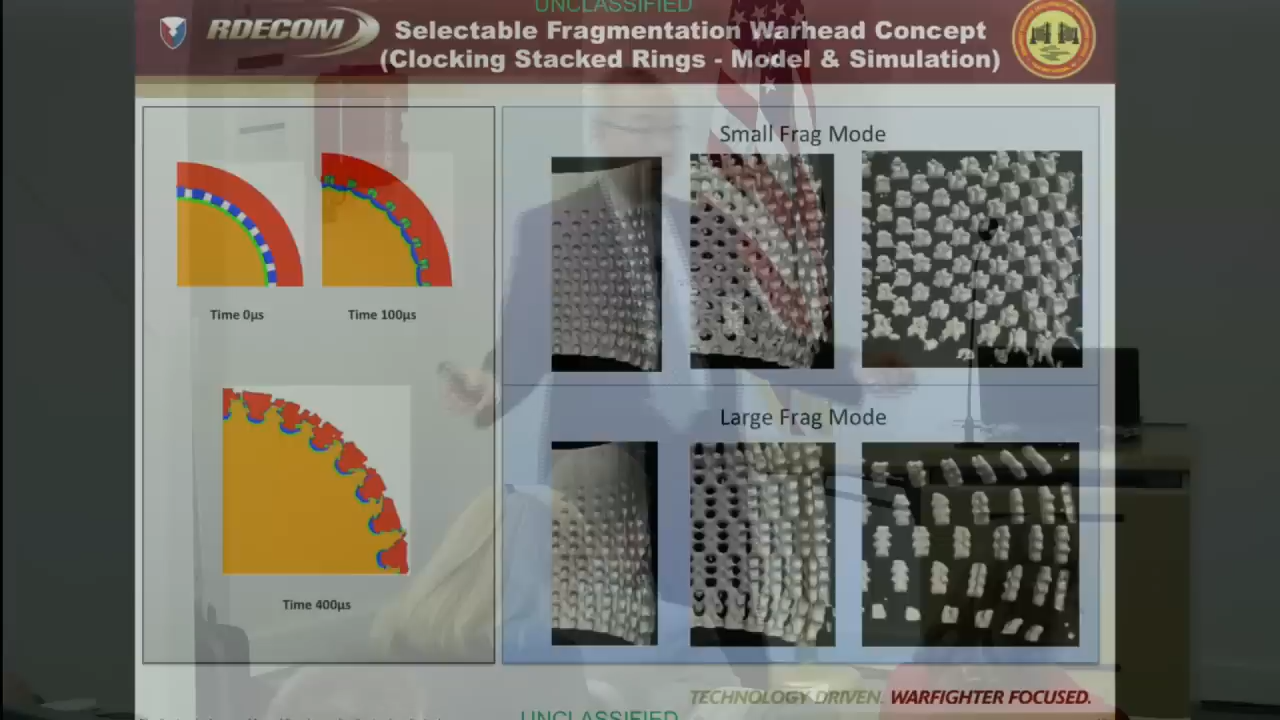 UNCLASSIFIED
RDECOM
Selectable Fragmentation Warhead Concept
(Clocking Stacked Rings - Model & Simulation)
Small Frag Mode
Time 0µs
Time 100µs
Large Frag Mode
Time 400µs
TECHNOLOGY DRIVEN. WARFIGHTER FOCUSED.
UNCLASSIFIED